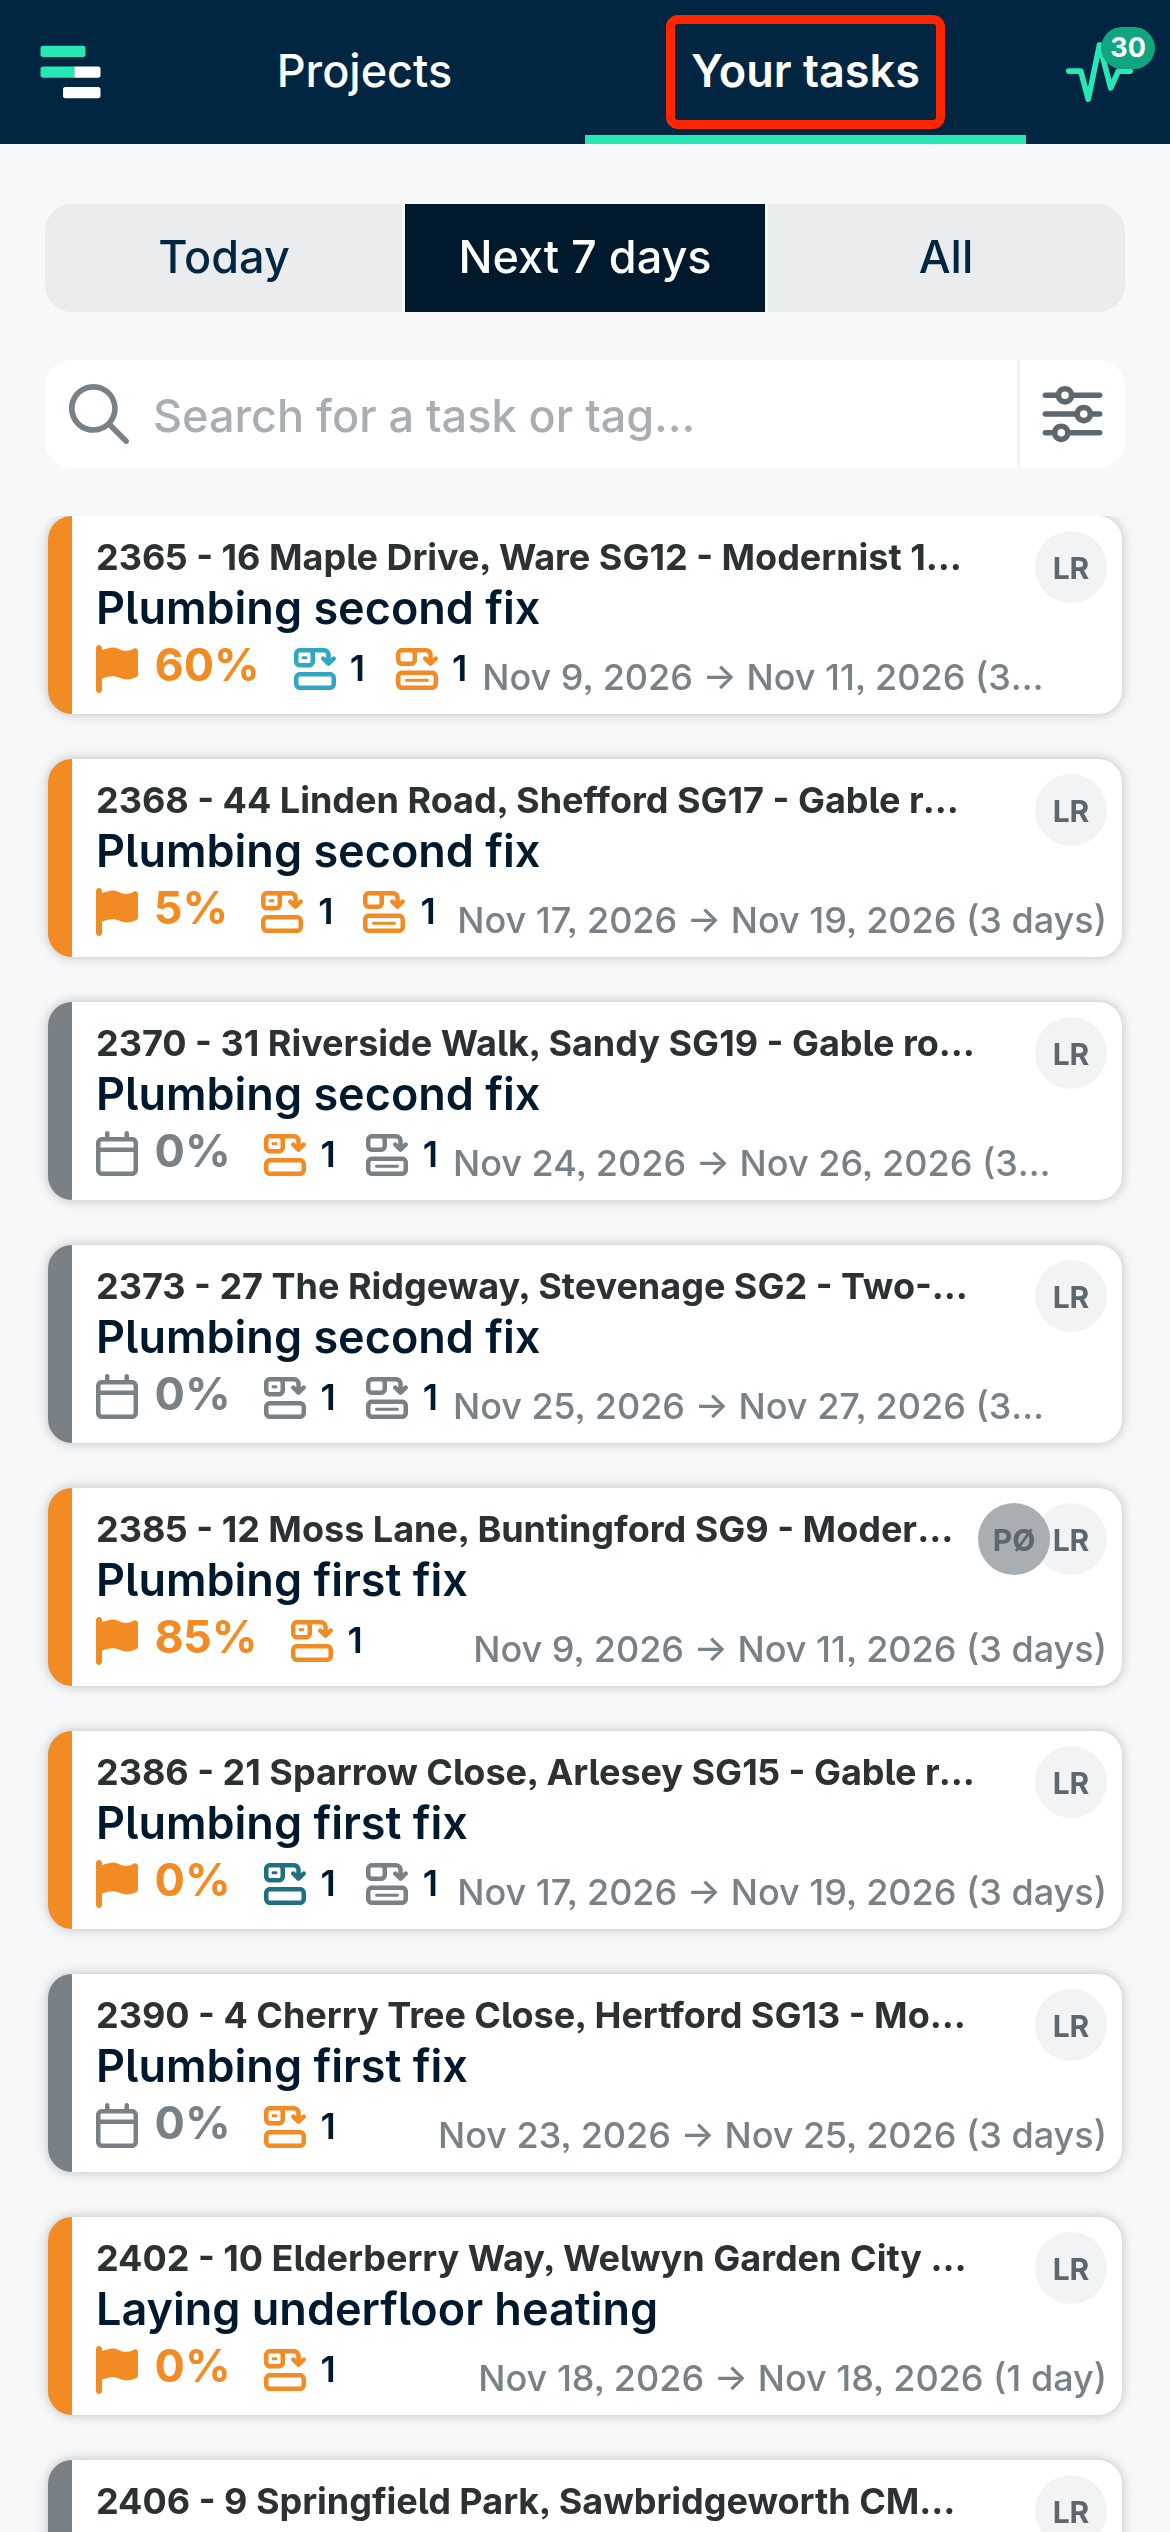 Projects
Your tasks
30
Today
Next 7 days
All
Search for a task or tag...
2365 - 16 Maple Drive, Ware SG12 - Modernist 1...
LR
Plumbing second fix
60% 1 1 Nov 9, 2026 → Nov 11, 2026 (3...
2368 - 44 Linden Road, Shefford SG17 - Gable r...
LR
Plumbing second fix
5% 1 1 Nov 17, 2026 → Nov 19, 2026 (3 days)
2370 - 31 Riverside Walk, Sandy SG19 - Gable ro...
LR
Plumbing second fix
0% 1 1 Nov 24, 2026 → Nov 26, 2026 (3...
2373 - 27 The Ridgeway, Stevenage SG2 - Two-...
LR
Plumbing second fix
0% 1 1 Nov 25, 2026 → Nov 27, 2026 (3...
2385 - 12 Moss Lane, Buntingford SG9 - Moder...
PØ LR
Plumbing first fix
85% 1 Nov 9, 2026 → Nov 11, 2026 (3 days)
2386 - 21 Sparrow Close, Arlesey SG15 - Gable r...
LR
Plumbing first fix
0% 1 1 Nov 17, 2026 → Nov 19, 2026 (3 days)
2390 - 4 Cherry Tree Close, Hertford SG13 - Mo...
LR
Plumbing first fix
0% 1 Nov 23, 2026 → Nov 25, 2026 (3 days)
2402 - 10 Elderberry Way, Welwyn Garden City ...
LR
Laying underfloor heating
0% 1 Nov 18, 2026 → Nov 18, 2026 (1 day)
2406 - 9 Springfield Park, Sawbridgeworth CM...
LR